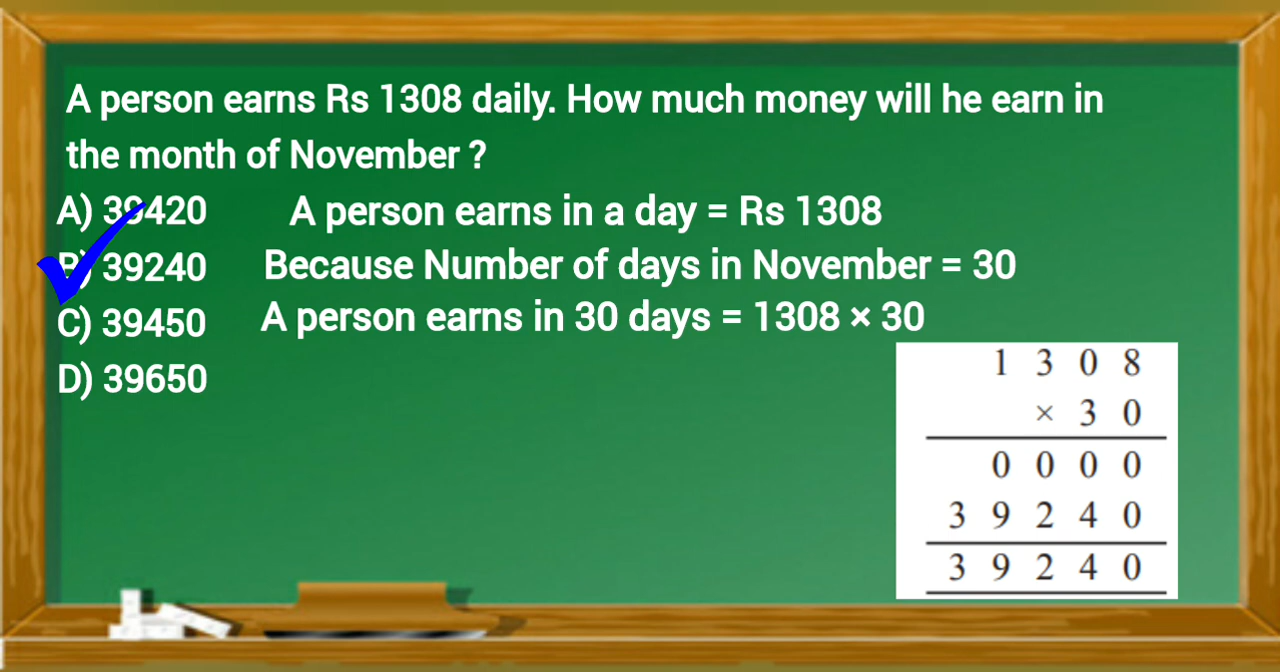 A person earns Rs 1308 daily. How much money will he earn in
the month of November ?
A) 39420
A person earns in a day = Rs 1308
B) 39240
Because Number of days in November = 30
C) 39450
A person earns in 30 days = 1308 × 30
D) 39650
1 3 0 8
× 3 0
0 0 0 0
3 9 2 4 0
3 9 2 4 0